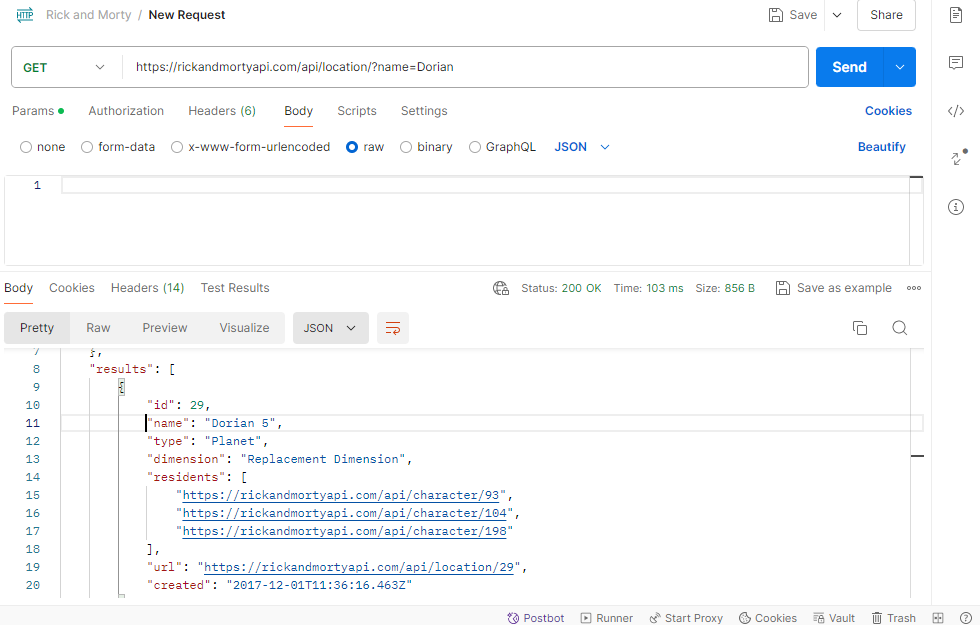 HTTP Rick and Morty / New Request Save Share
GET https://rickandmortyapi.com/api/location/?name=Dorian Send
Params Authorization Headers (6) Body Scripts Settings Cookies
none form-data x-www-form-urlencoded raw binary GraphQL JSON Beautify
1
Body Cookies Headers (14) Test Results Status: 200 OK Time: 103 ms Size: 856 B Save as example
Pretty Raw Preview Visualize JSON
7 },
8 "results": [
9 {
10 "id": 29,
11 "name": "Dorian 5",
12 "type": "Planet",
13 "dimension": "Replacement Dimension",
14 "residents": [
15 "https://rickandmortyapi.com/api/character/93",
16 "https://rickandmortyapi.com/api/character/104",
17 "https://rickandmortyapi.com/api/character/198"
18 ],
19 "url": "https://rickandmortyapi.com/api/location/29",
20 "created": "2017-12-01T11:36:16.463Z"
Postbot Runner Start Proxy Cookies Vault Trash